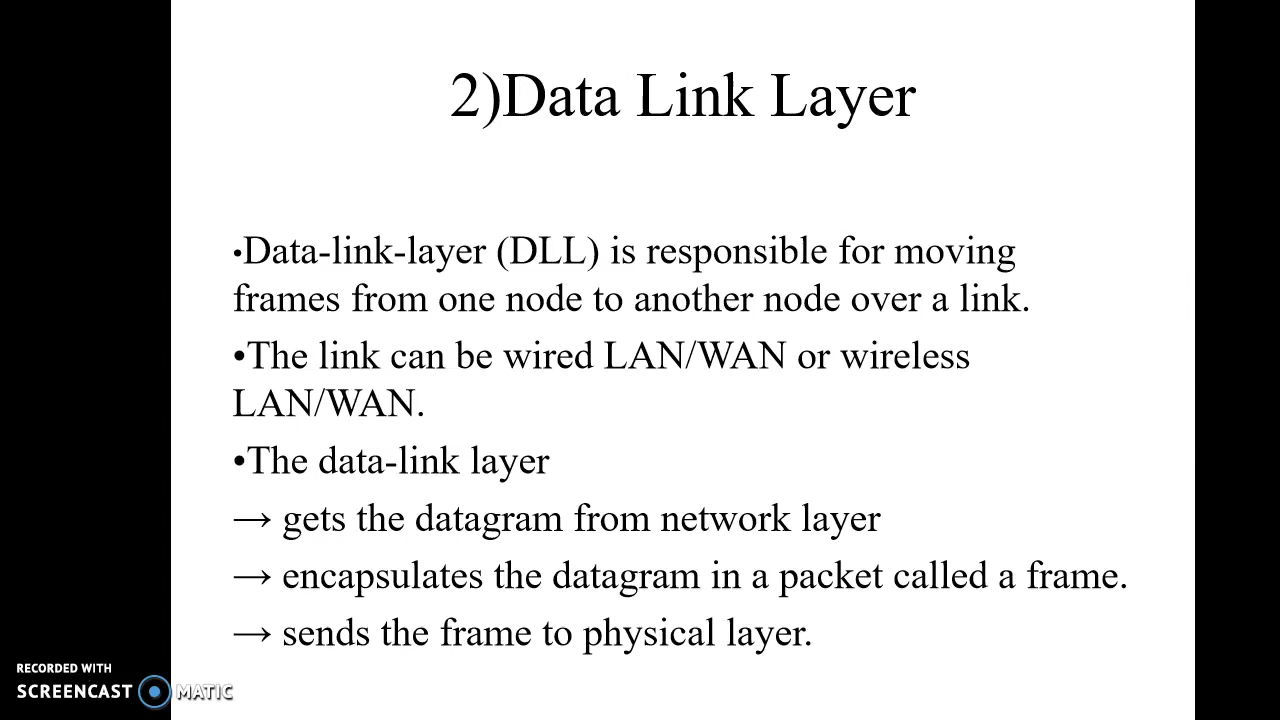 2)Data Link Layer
•Data-link-layer (DLL) is responsible for moving
frames from one node to another node over a link.
•The link can be wired LAN/WAN or wireless
LAN/WAN.
•The data-link layer
→ gets the datagram from network layer
→ encapsulates the datagram in a packet called a frame.
→ sends the frame to physical layer.
RECORDED WITH
SCREENCAST MATIC